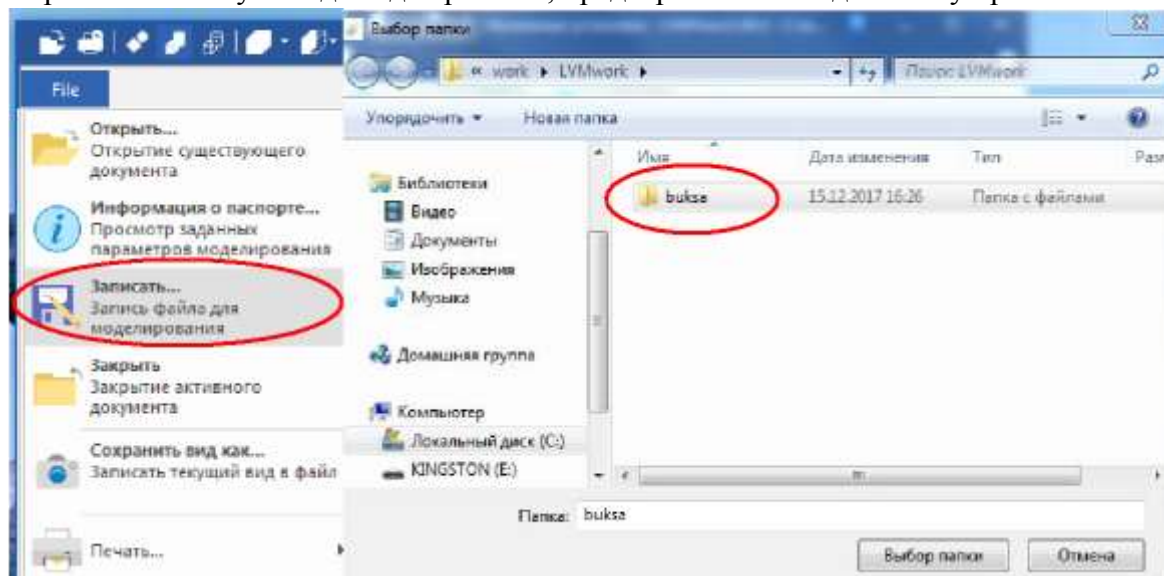 File
Открыть...
Открытие существующего
документа
Информация о паспорте...
Просмотр заданных
параметров моделирования
Записать...
Запись файла для
моделирования
Закрыть
Закрытие активного
документа
Сохранить вид как...
Записать текущий вид в файл
Печать...
Выбор папки
« work LVMwork
Поиск: LVMwork
Упорядочить Новая папка
Имя Дата изменения Тип Разм
Библиотеки
Видео
Документы
Изображения
Музыка
Домашняя группа
Компьютер
Локальный диск (C:)
KINGSTON (E:)
buksa 15.12.2017 16:26 Папка с файлами
Папка: buksa
Выбор папки Отмена